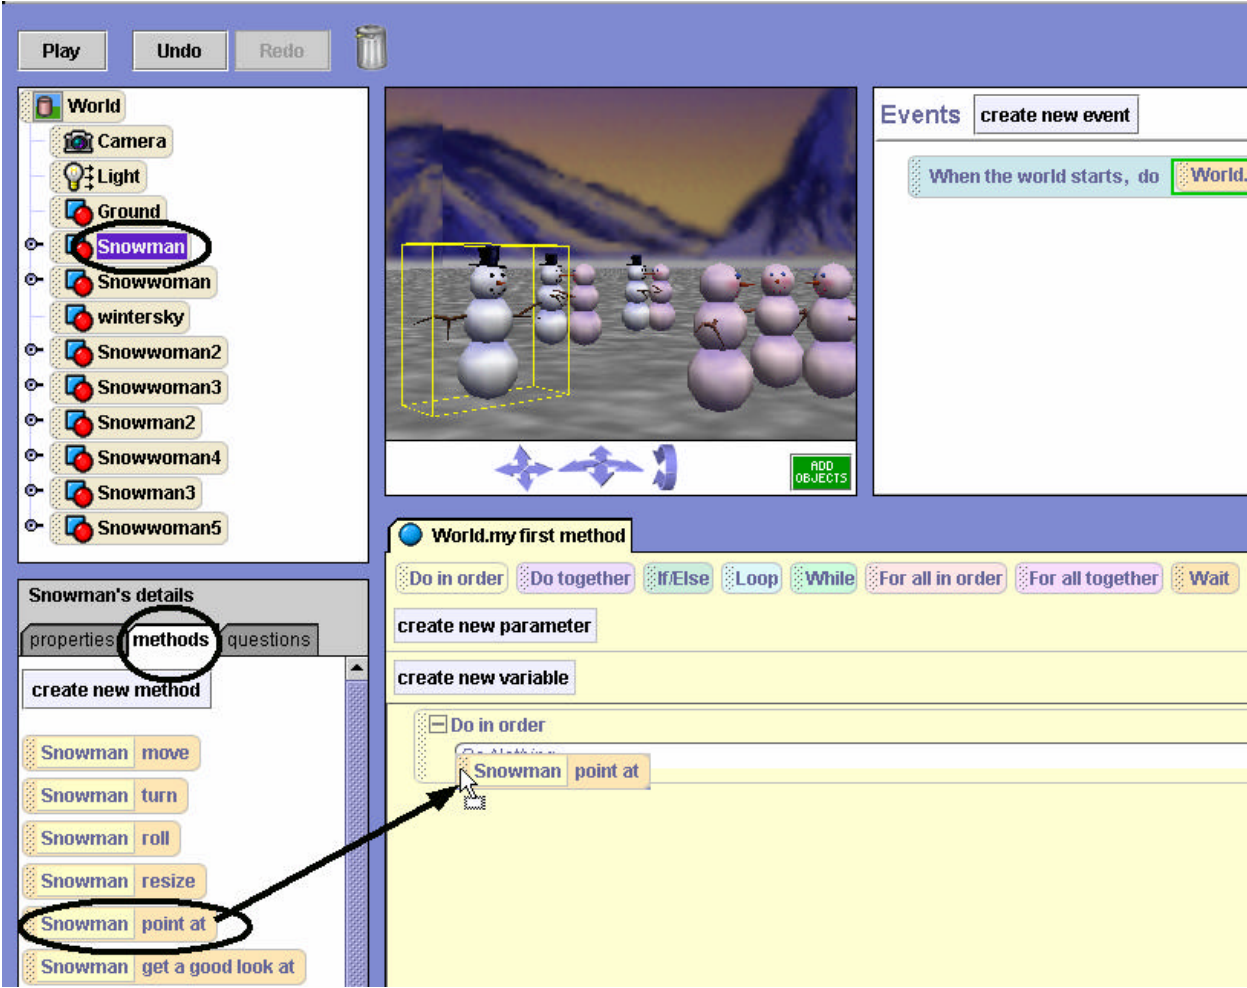 Play Undo Redo
World
Camera
Light
Ground
Snowman
Snowwoman
wintersky
Snowwoman2
Snowwoman3
Snowman2
Snowwoman4
Snowman3
Snowwoman5
ADD
OBJECTS
Events create new event
When the world starts, do World.
Snowman's details
properties methods questions
create new method
Snowman move
Snowman turn
Snowman roll
Snowman resize
Snowman point at
Snowman get a good look at
World.my first method
Do in order Do together If/Else Loop While For all in order For all together Wait
create new parameter
create new variable
Do in order
Snowman point at